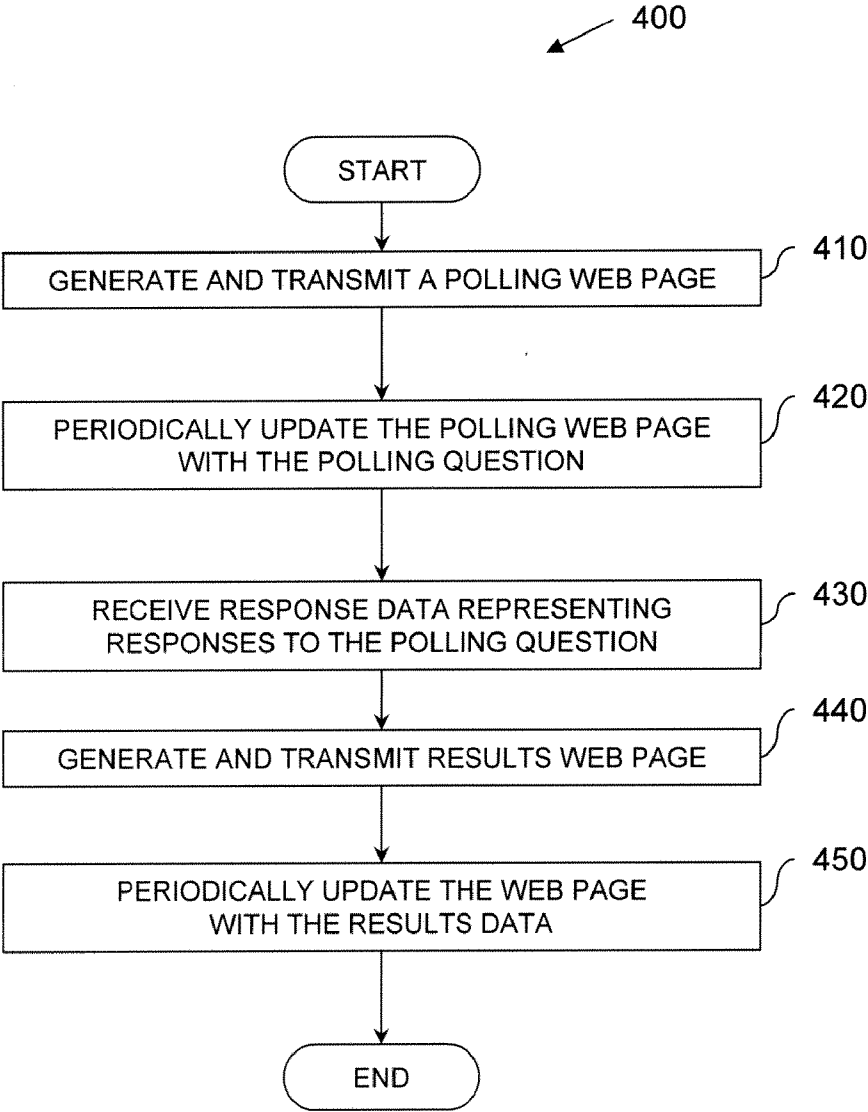 400
START
410
GENERATE AND TRANSMIT A POLLING WEB PAGE
420
PERIODICALLY UPDATE THE POLLING WEB PAGE
WITH THE POLLING QUESTION
430
RECEIVE RESPONSE DATA REPRESENTING
RESPONSES TO THE POLLING QUESTION
440
GENERATE AND TRANSMIT RESULTS WEB PAGE
450
PERIODICALLY UPDATE THE WEB PAGE
WITH THE RESULTS DATA
END